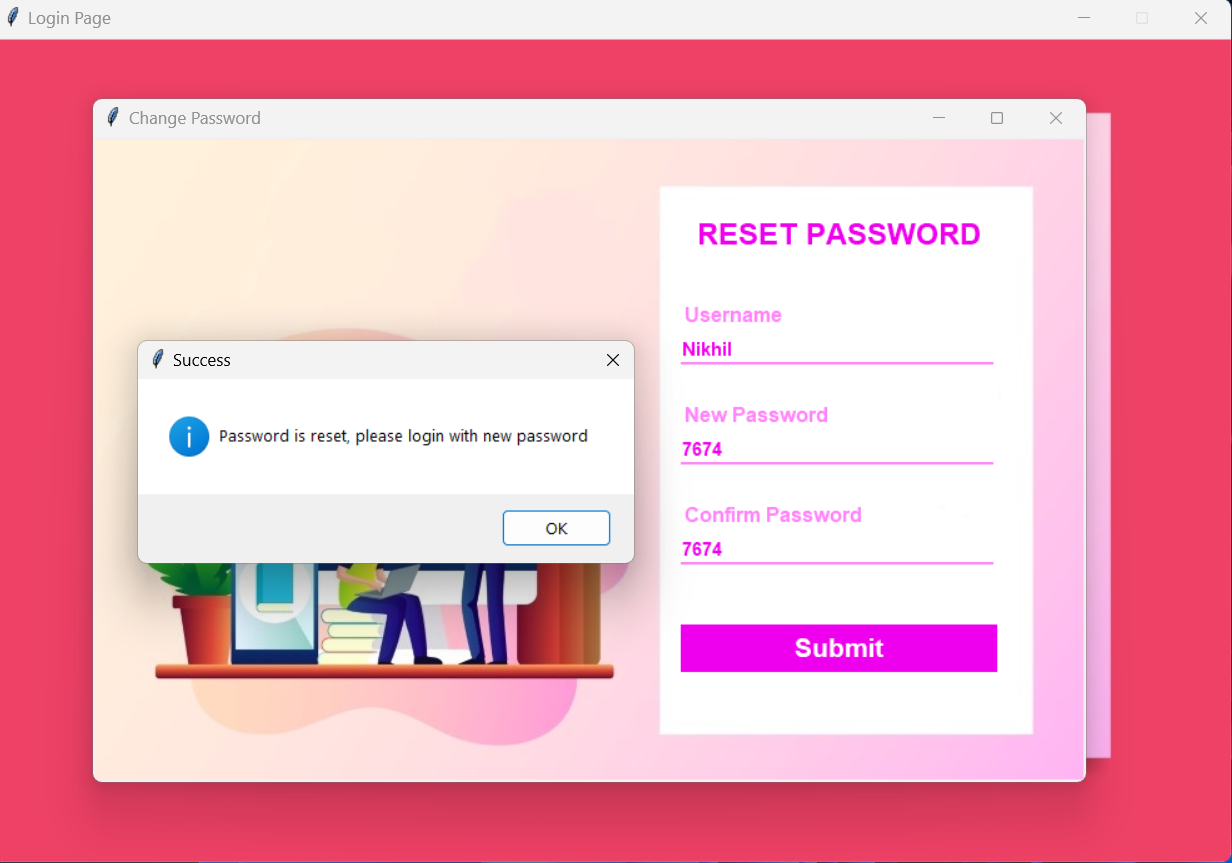 Login Page
Change Password
RESET PASSWORD
Username
Nikhil
New Password
7674
Confirm Password
7674
Submit
Success
Password is reset, please login with new password
OK